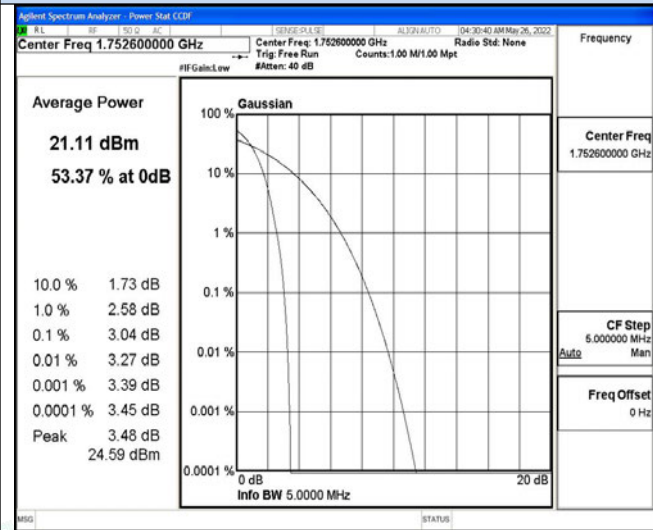 Agilent Spectrum Analyzer - Power Stat CCDF
RL RF 50 Ω AC SENSE:PULSE ALIGN AUTO 04:30:40 AM May 26, 2022
Center Freq 1.752600000 GHz
Center Freq: 1.752600000 GHz Radio Std: None
Trig: Free Run Counts:1.00 M/1.00 Mpt
#IFGain:Low #Atten: 40 dB
Frequency
Average Power
21.11 dBm
53.37 % at 0dB
10.0 % 1.73 dB
1.0 % 2.58 dB
0.1 % 3.04 dB
0.01 % 3.27 dB
0.001 % 3.39 dB
0.0001 % 3.45 dB
Peak 3.48 dB
24.59 dBm
Gaussian
100 %
10 %
1 %
0.1 %
0.01 %
0.001 %
0.0001 %
0 dB 20 dB
Info BW 5.0000 MHz
Center Freq
1.752600000 GHz
CF Step
5.000000 MHz
Auto Man
Freq Offset
0 Hz
MSG STATUS